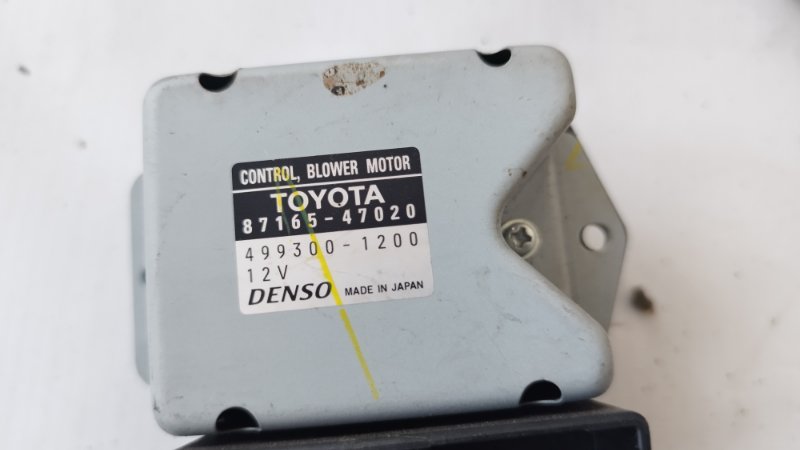 CONTROL, BLOWER MOTOR
TOYOTA
87165-47020
499300-1200
12V
DENSO MADE IN JAPAN